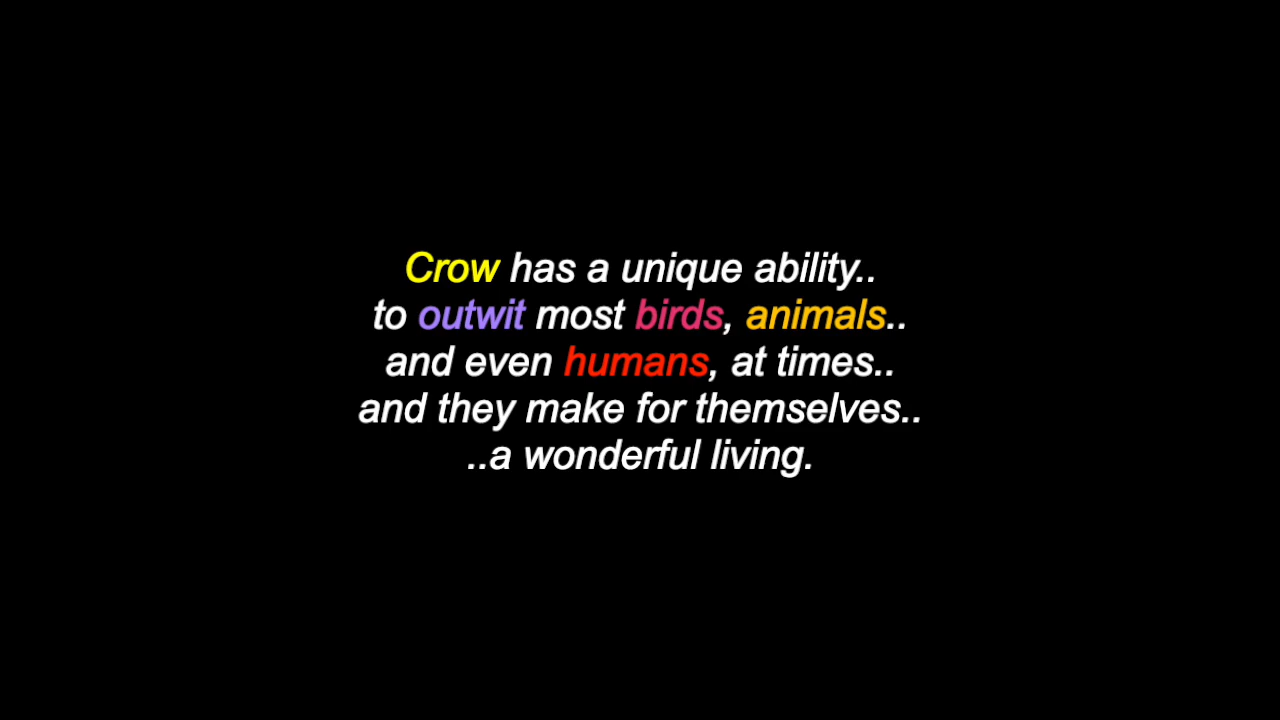 Crow has a unique ability..
to outwit most birds, animals..
and even humans, at times..
and they make for themselves..
..a wonderful living.